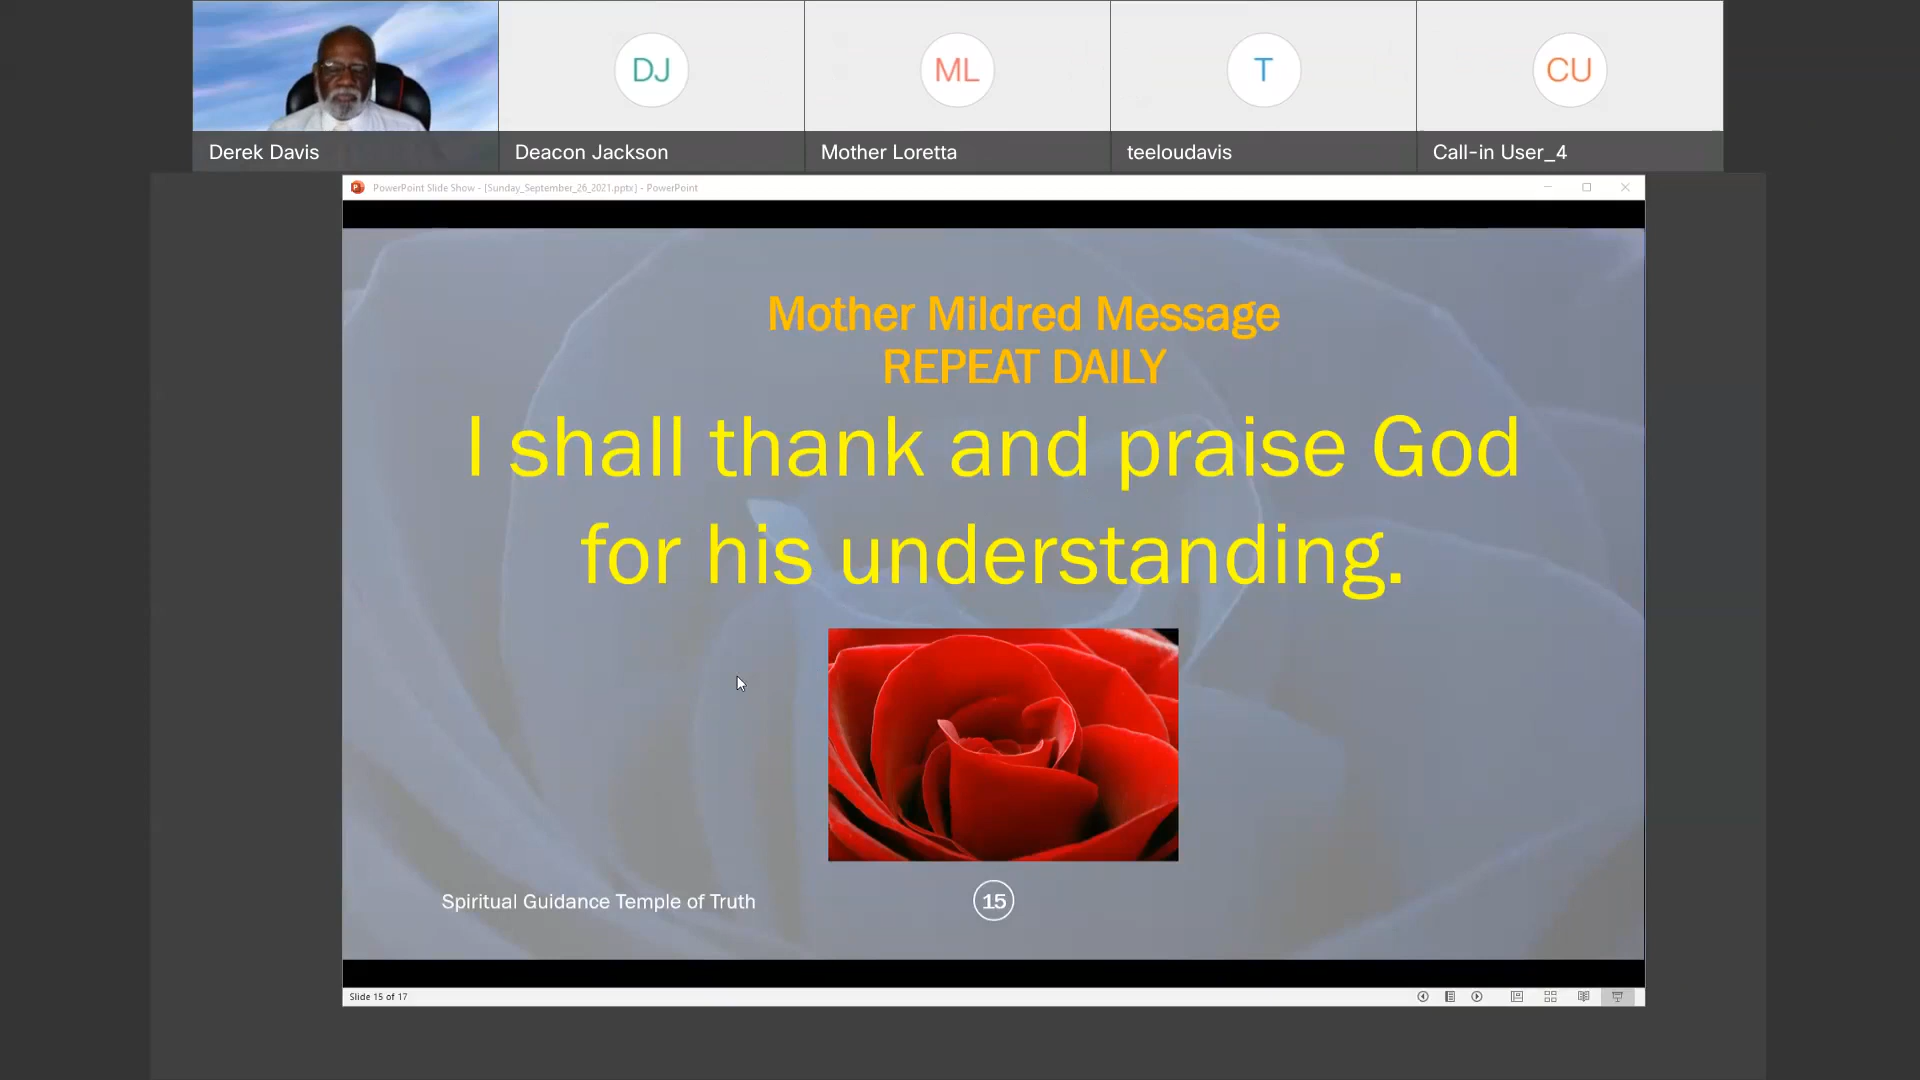 DJ
ML
T
CU
Derek Davis
Deacon Jackson
Mother Loretta
teeloudavis
Call-in User_4
PowerPoint Slide Show - [Sunday_September_26_2021.pptx] - PowerPoint
Mother Mildred Message
REPEAT DAILY
I shall thank and praise God
for his understanding.
Spiritual Guidance Temple of Truth
15
Slide 15 of 17